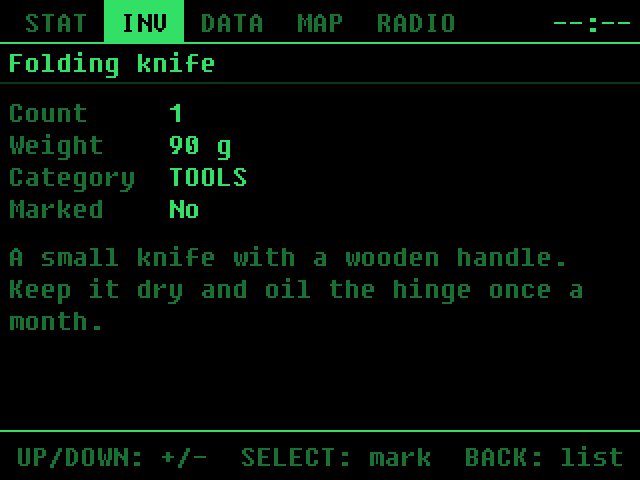 STAT INV DATA MAP RADIO --:--
Folding knife
Count 1
Weight 90 g
Category TOOLS
Marked No
A small knife with a wooden handle.
Keep it dry and oil the hinge once a
month.
UP/DOWN: +/- SELECT: mark BACK: list